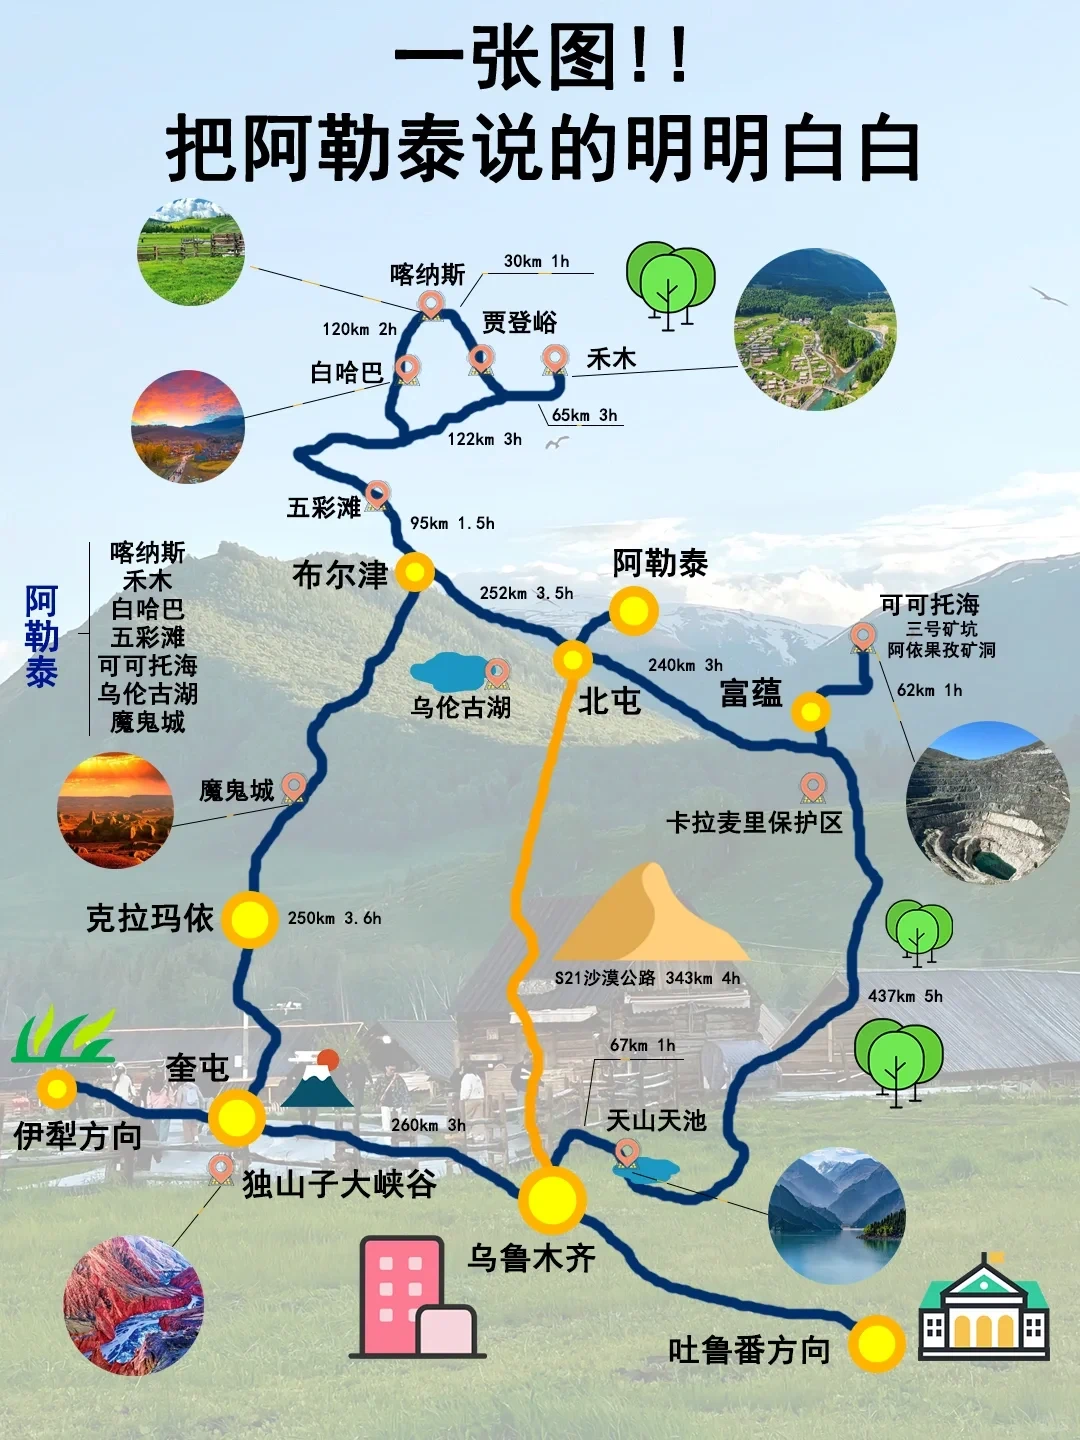 一张图!!
把阿勒泰说的明明白白
喀纳斯
30km 1h
贾登峪
120km 2h
禾木
白哈巴
65km 3h
122km 3h
五彩滩
95km 1.5h
布尔津
阿勒泰
252km 3.5h
阿勒泰
喀纳斯
禾木
白哈巴
五彩滩
可可托海
乌伦古湖
魔鬼城
可可托海
三号矿坑
阿依果孜矿洞
240km 3h
62km 1h
富蕴
北屯
乌伦古湖
魔鬼城
卡拉麦里保护区
克拉玛依
250km 3.6h
S21沙漠公路 343km 4h
437km 5h
67km 1h
奎屯
天山天池
260km 3h
伊犁方向
独山子大峡谷
乌鲁木齐
吐鲁番方向